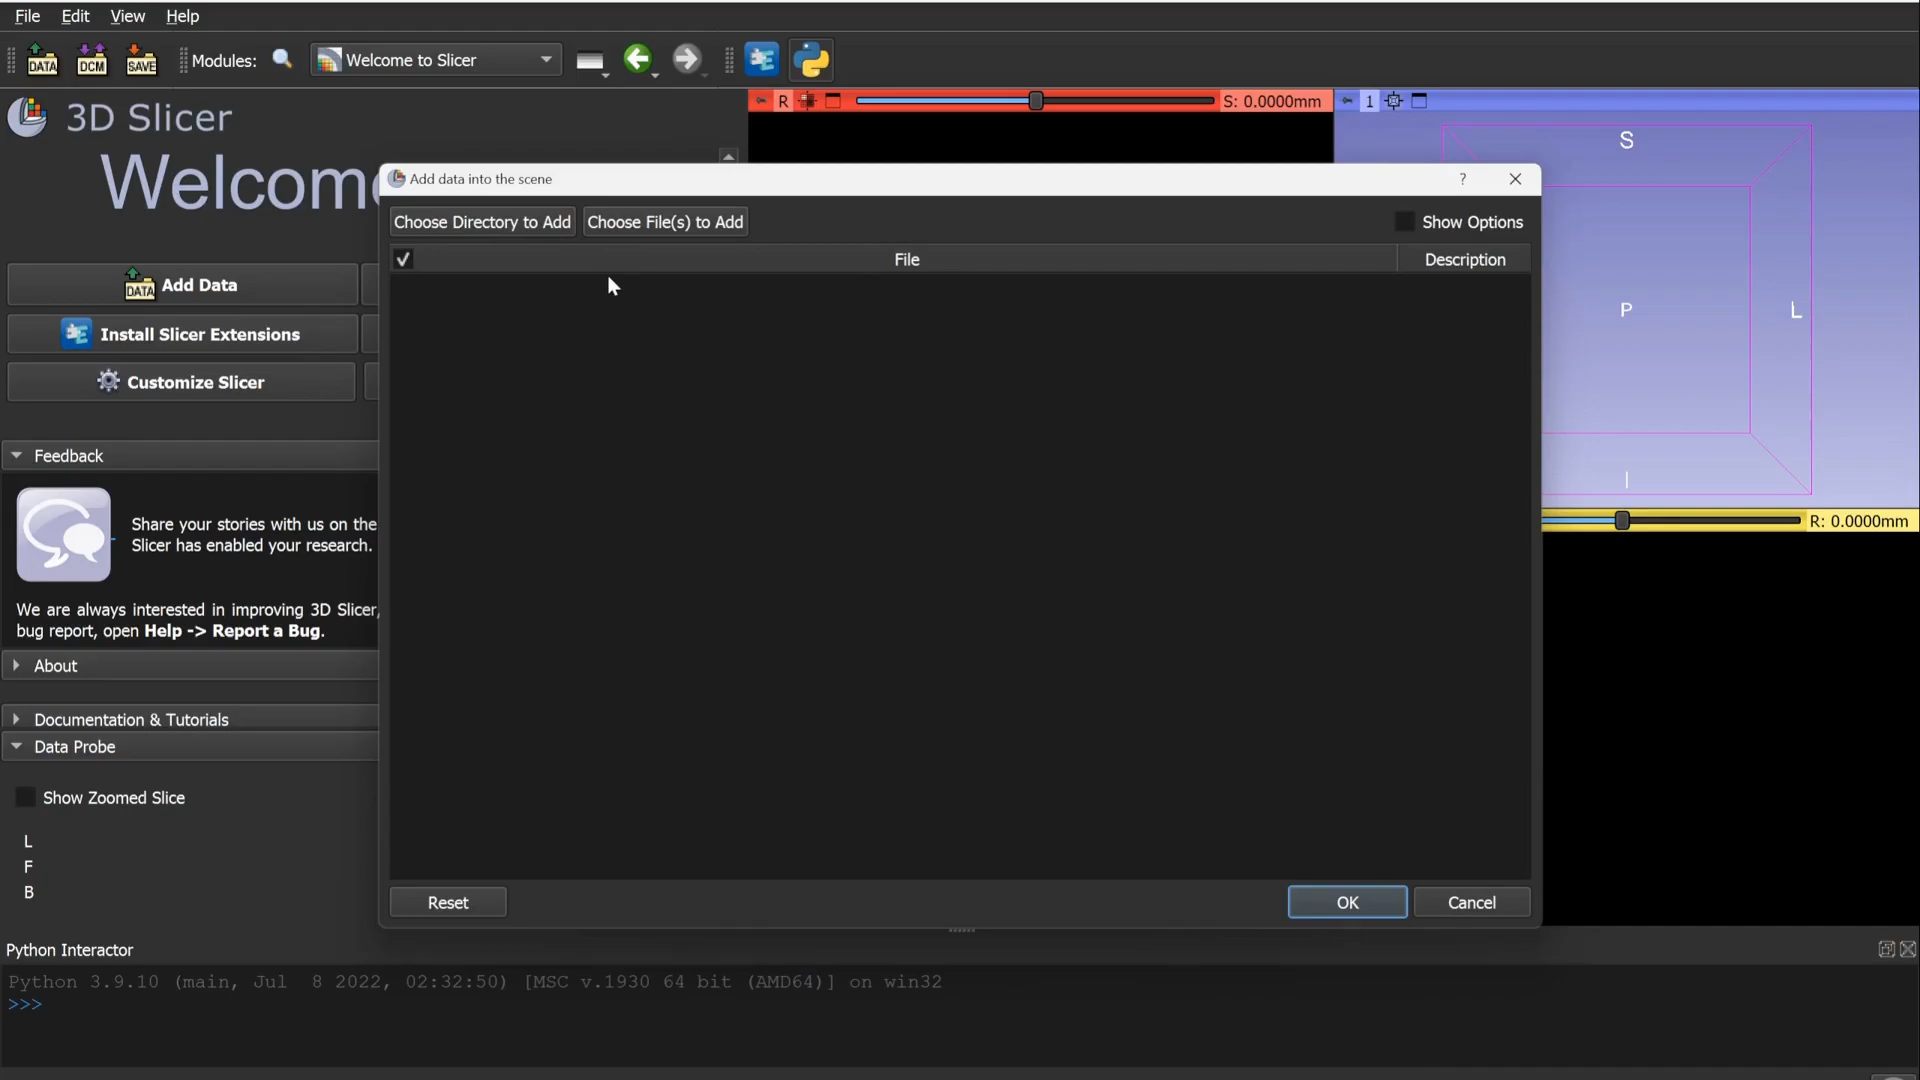 File Edit View Help
DATA DCM SAVE Modules: Welcome to Slicer
3D Slicer
R S: 0.0000mm 1
Welcom
S
Add data into the scene ?
Choose Directory to Add Choose File(s) to Add Show Options
File Description
DATA Add Data
P L
Install Slicer Extensions
Customize Slicer
Feedback
I
R: 0.0000mm
Share your stories with us on the
Slicer has enabled your research.
We are always interested in improving 3D Slicer,
bug report, open Help -> Report a Bug.
About
Documentation & Tutorials
Data Probe
Show Zoomed Slice
L
F
B
Reset OK Cancel
Python Interactor
Python 3.9.10 (main, Jul  8 2022, 02:32:50) [MSC v.1930 64 bit (AMD64)] on win32
>>>